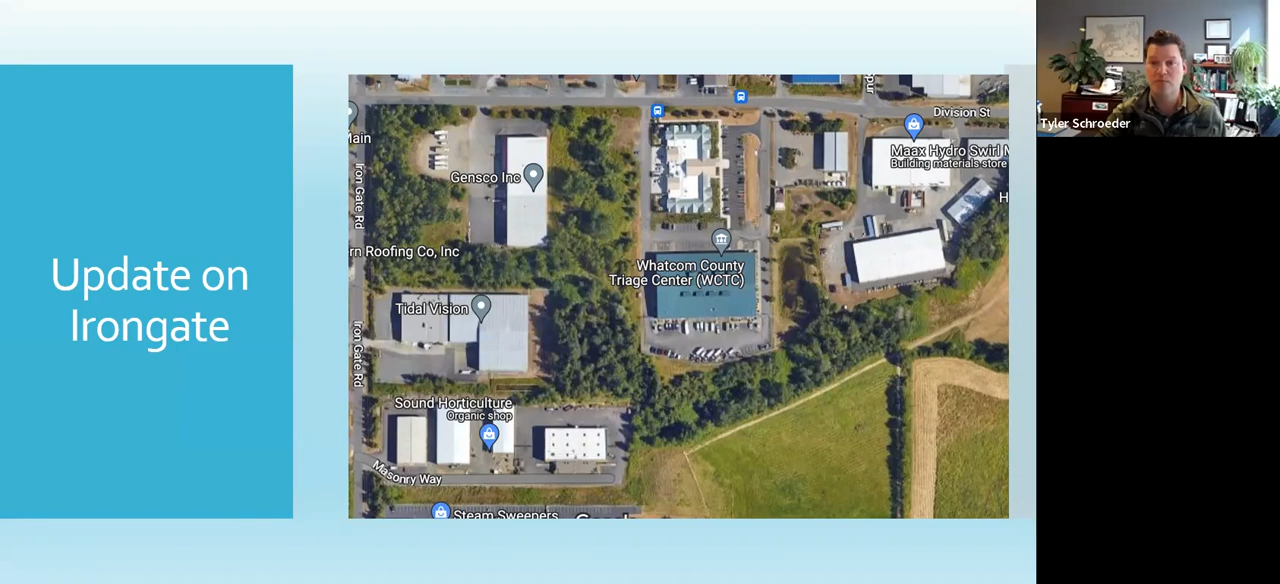 Update on
Irongate
Division St
Maax Hydro Swirl M
Building materials store
Iron Gate Rd
Gensco Inc
rn Roofing Co, Inc
Whatcom County
Triage Center (WCTC)
Tidal Vision
Iron Gate Rd
Sound Horticulture
Organic shop
Masonry Way
Steam Sweepers
Tyler Schroeder